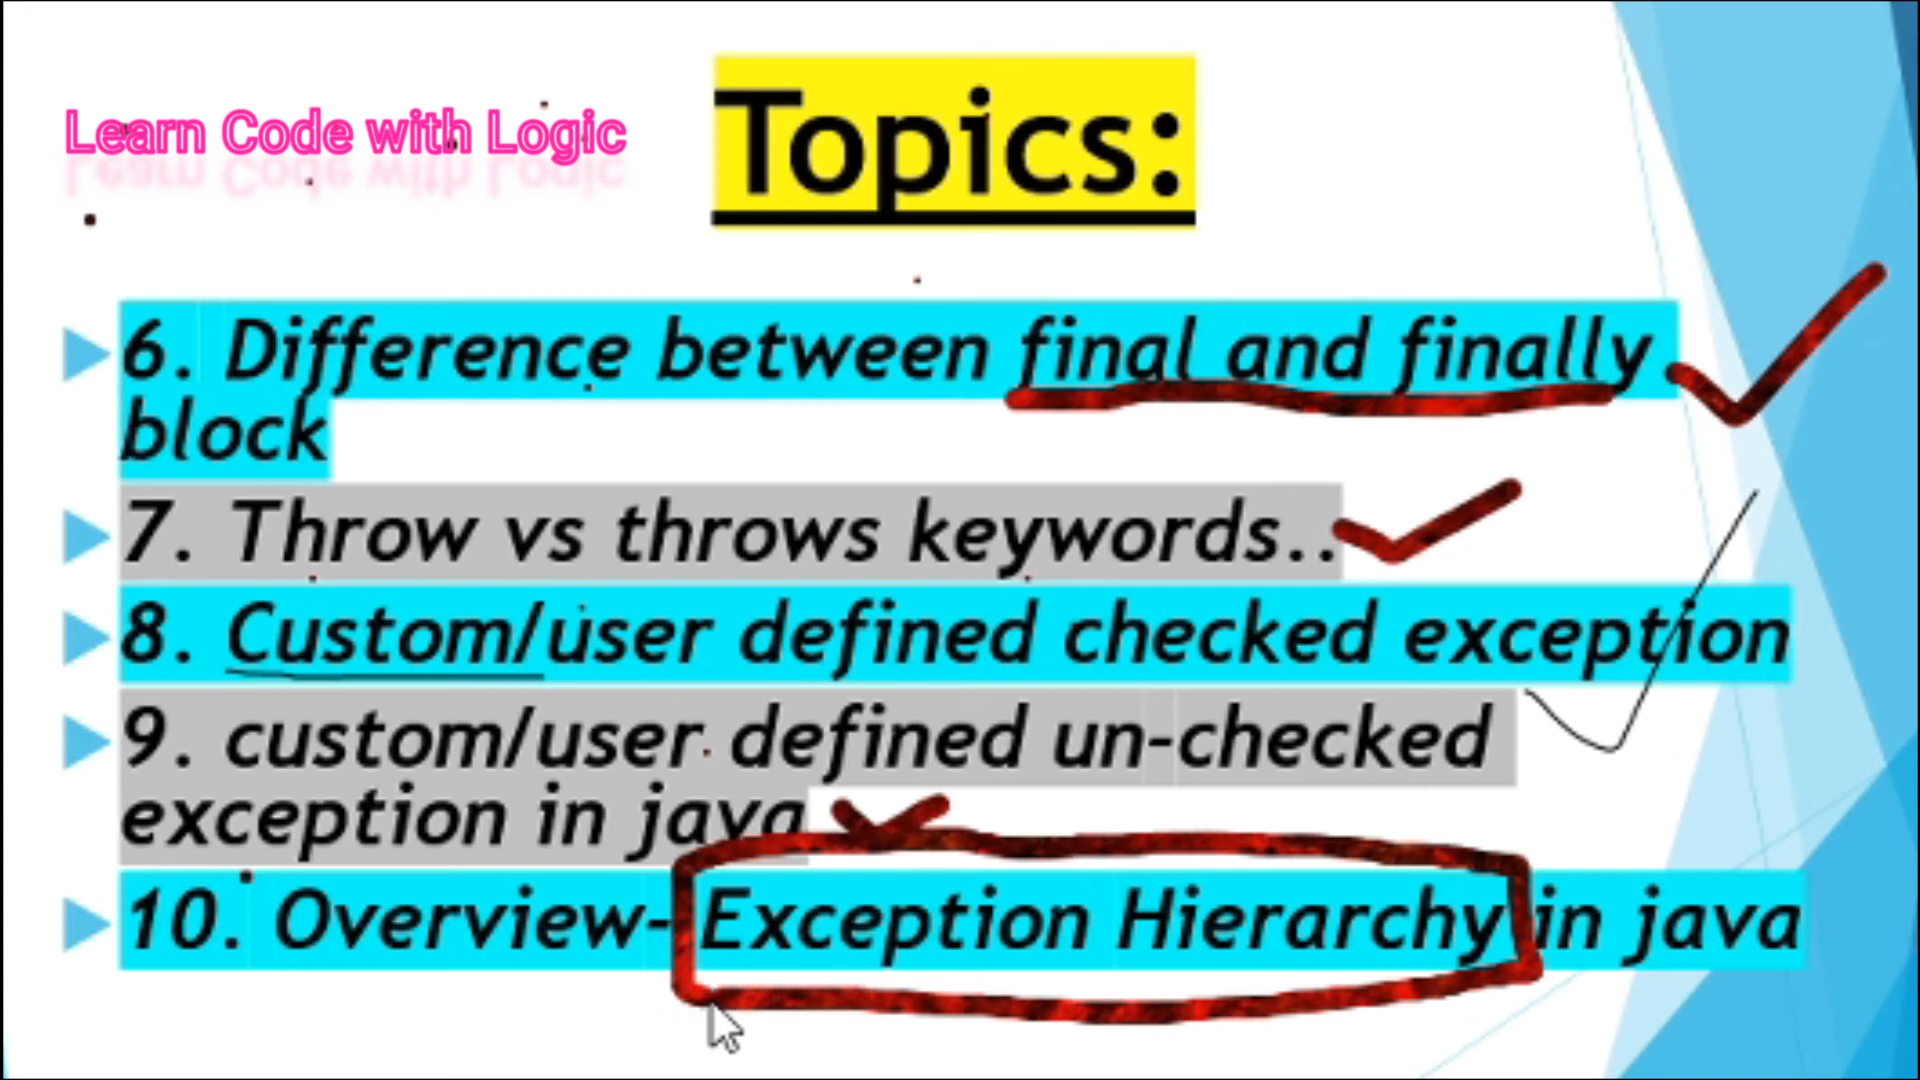 Learn Code with Logic
Topics:
6. Difference between final and finally
block
7. Throw vs throws keywords..
8. Custom/user defined checked exception
9. custom/user defined un-checked
exception in java
10. Overview- Exception Hierarchy in java